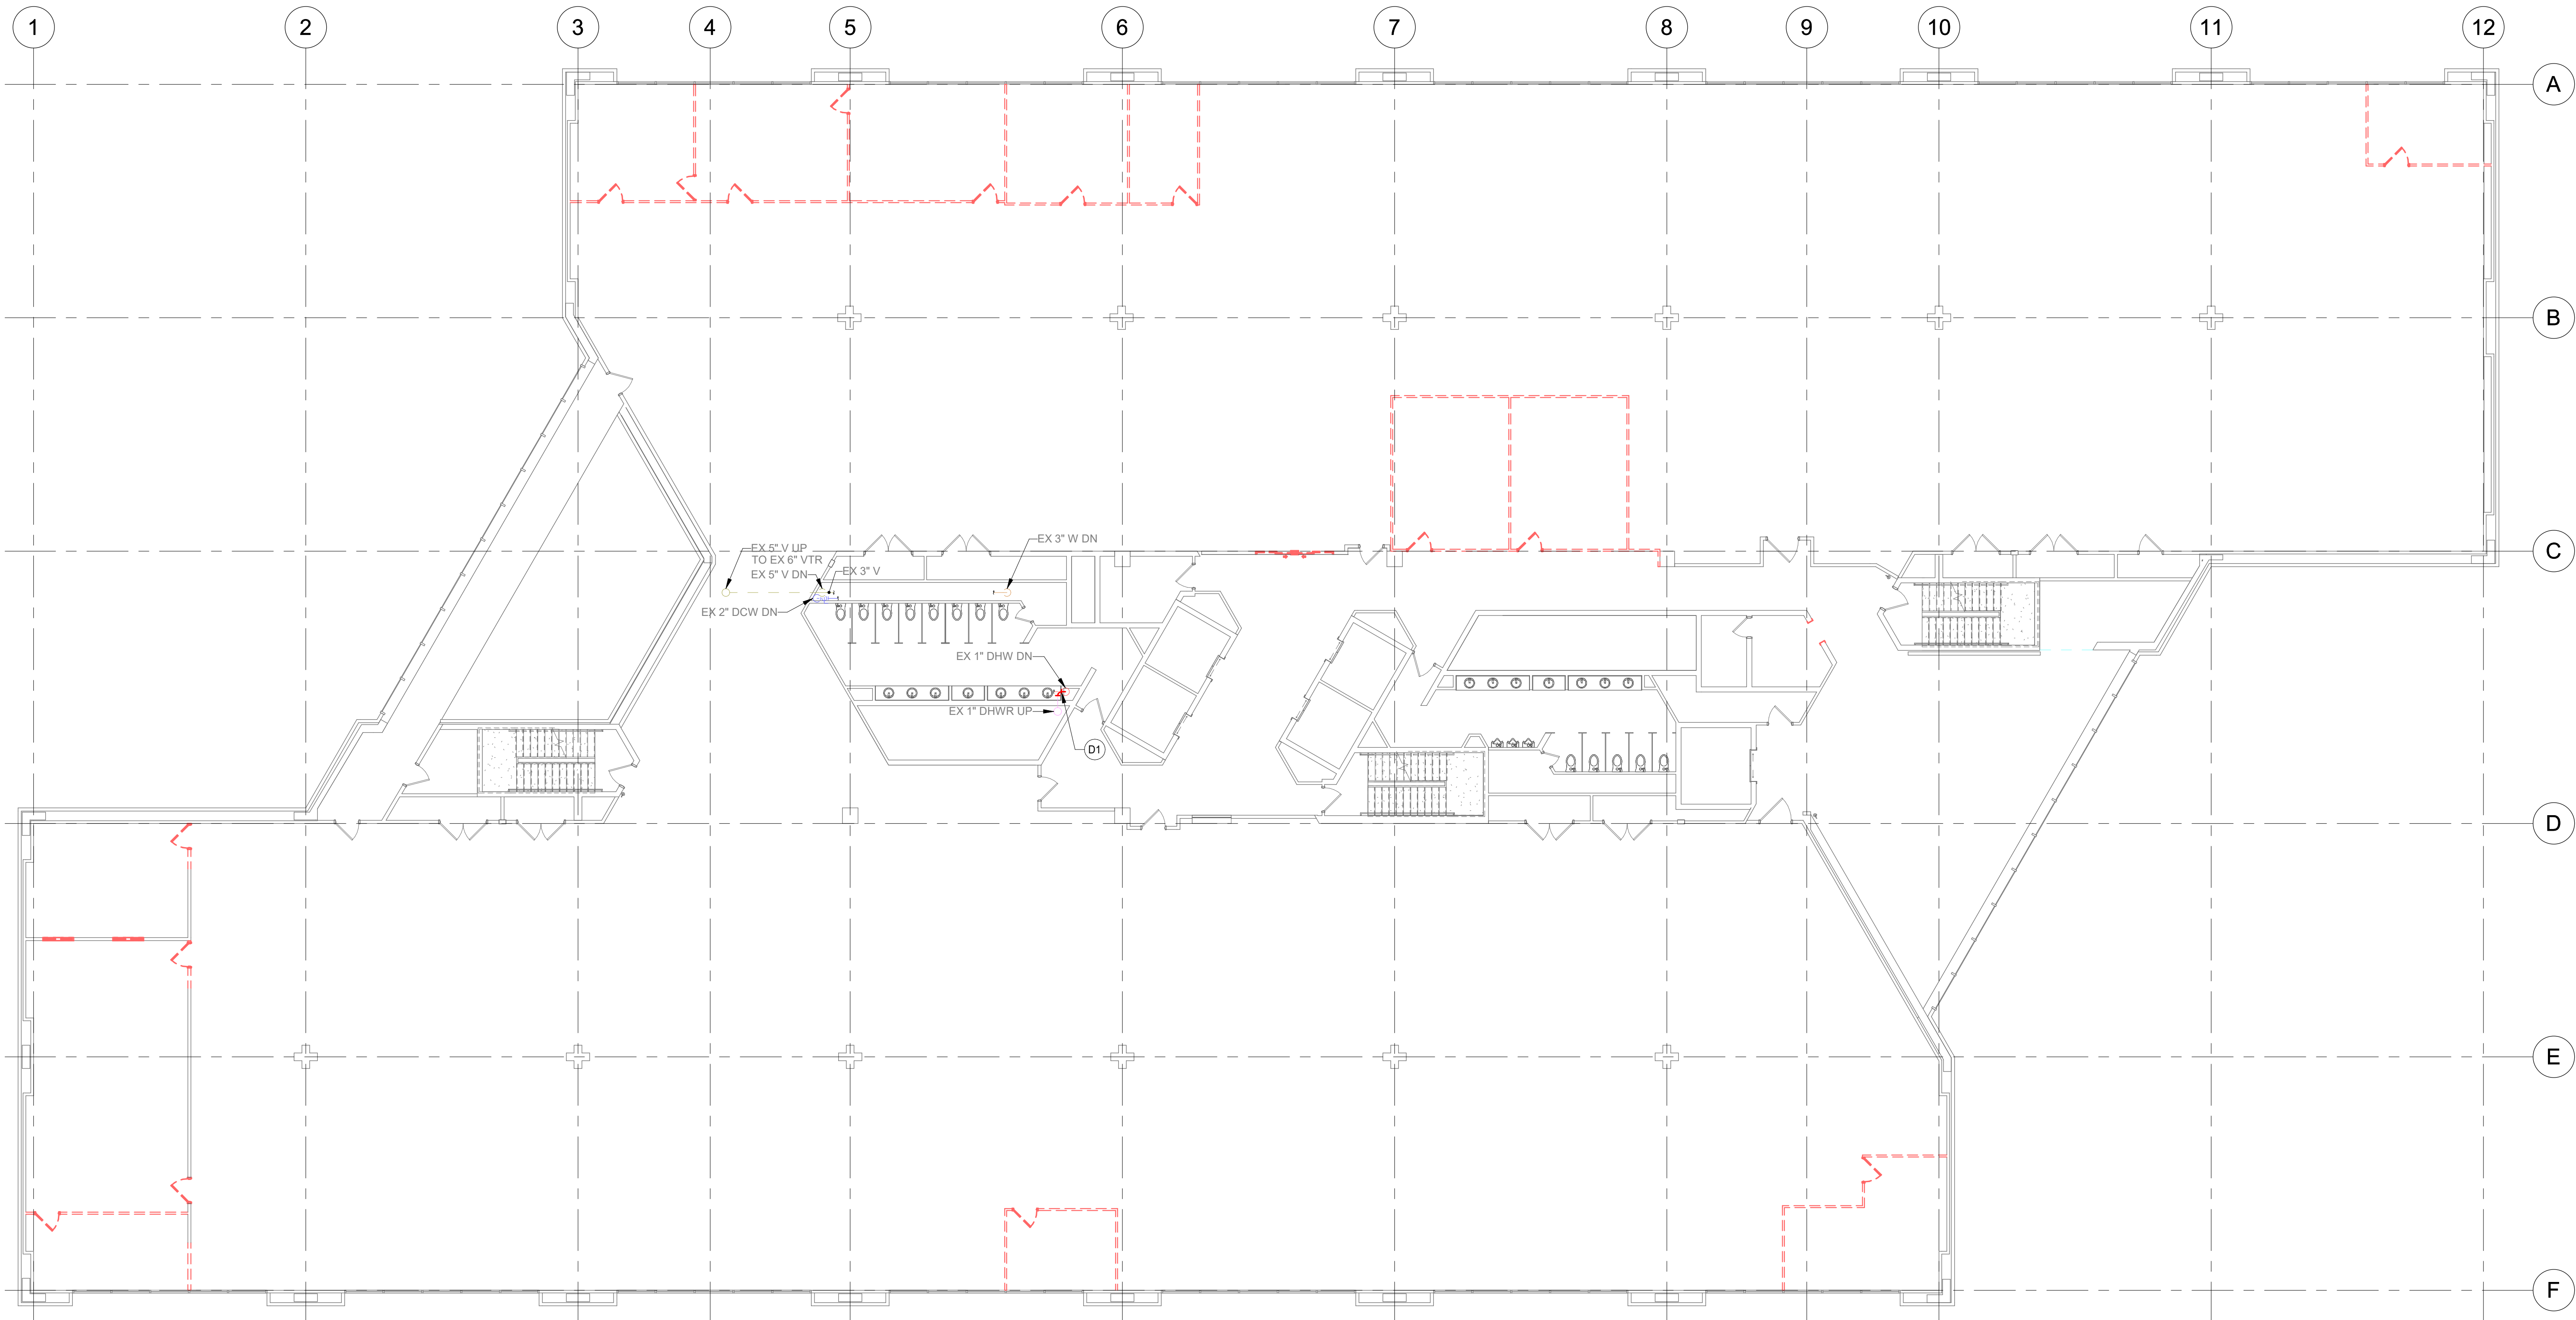 1
2
3
4
5
6
7
8
9
10
11
12
A
B
C
D
E
F
EX 5" V UP
TO EX 6" VTR
EX 5" V DN
EX 3" V
EX 2" DCW DN
EX 3" W DN
EX 1" DHW DN
EX 1" DHWR UP
D1